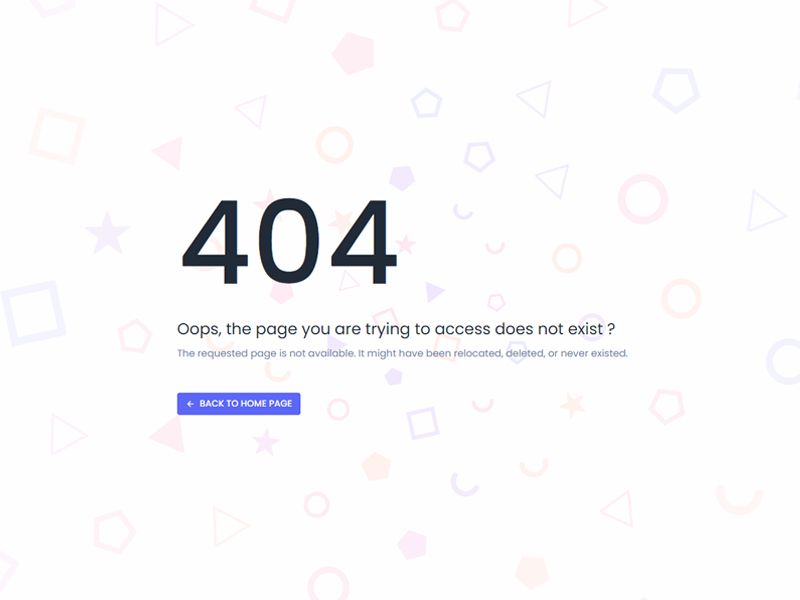 404
Oops, the page you are trying to access does not exist ?
The requested page is not available. It might have been relocated, deleted, or never existed.
← BACK TO HOME PAGE